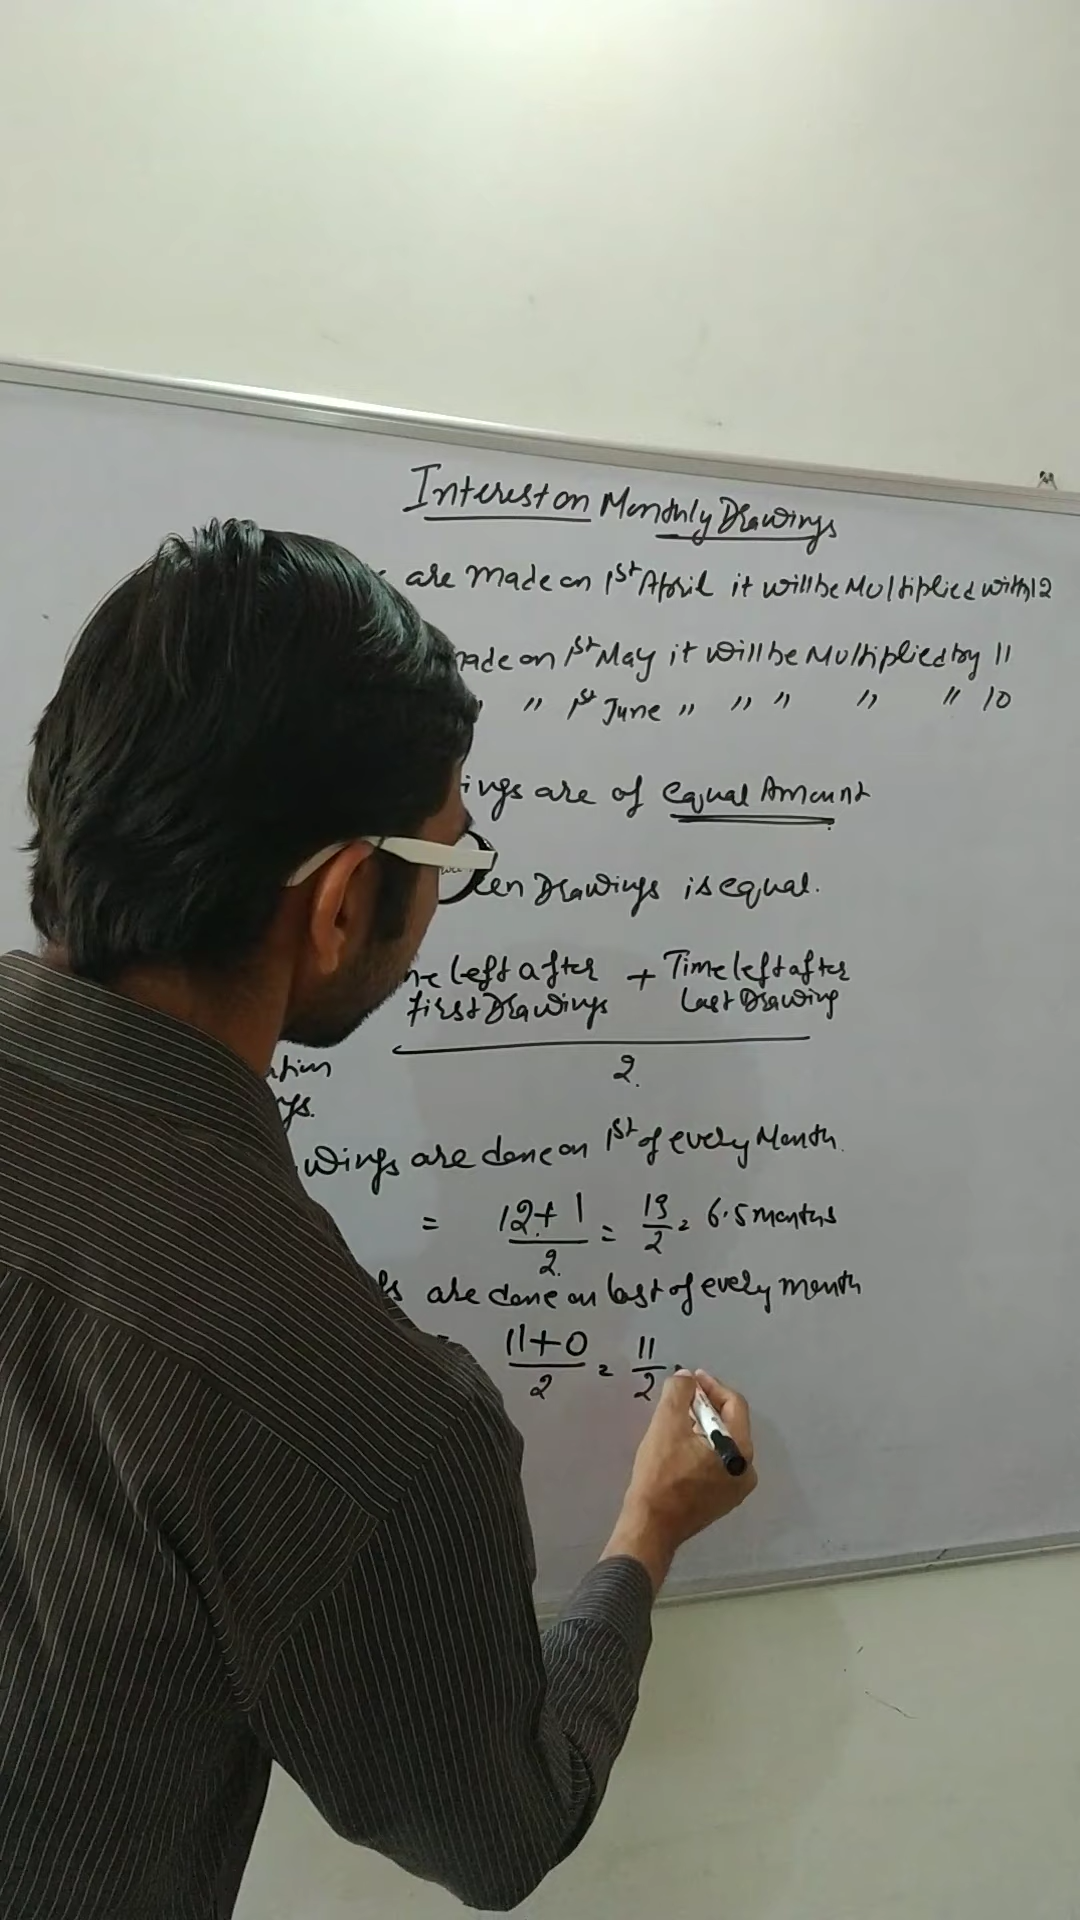 Interest on Monthly Drawings
are made on 1st April it will be Multiplied with 12
made on 1st May it will be Multiplied by 11
" " 1st June " " " " " 10
ings are of equal Amount
een Drawings is equal.
me left after + Time left after
first Drawings Last Drawing
2.
wings are done on 1st of every Month.
= 12+1 = 13 = 6.5 months
2. 2
are done on last of every month
= 11+0 = 11 =
2 2